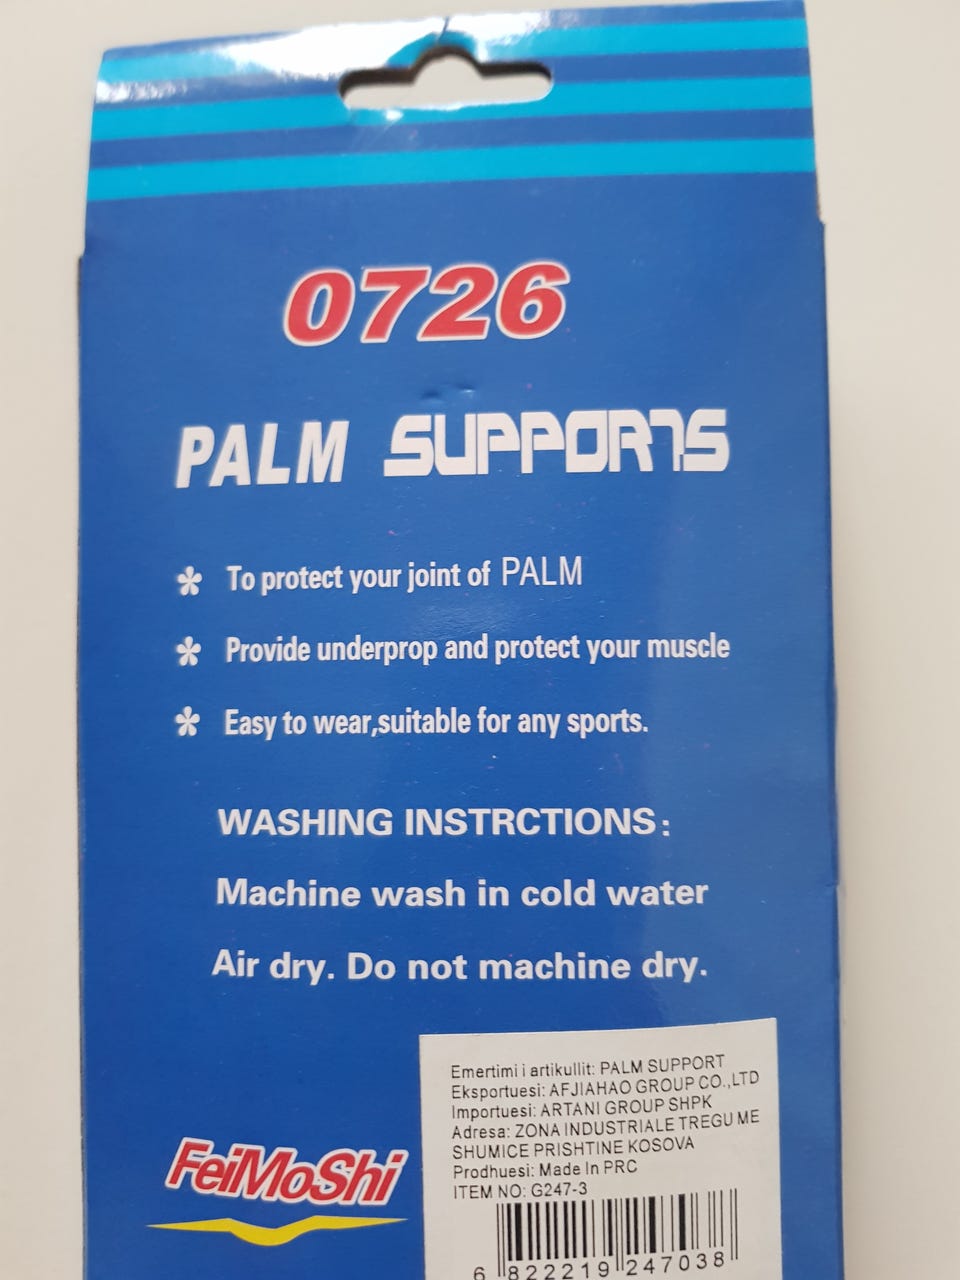 0726
PALM SUPPORTS
* To protect your joint of PALM
* Provide underprop and protect your muscle
* Easy to wear,suitable for any sports.
WASHING INSTRCTIONS:
Machine wash in cold water
Air dry. Do not machine dry.
FeiMoShi
Emertimi i artikullit: PALM SUPPORT
Eksportuesi: AFJIAHAO GROUP CO.,LTD
Importuesi: ARTANI GROUP SHPK
Adresa: ZONA INDUSTRIALE TREGU ME
SHUMICE PRISHTINE KOSOVA
Prodhuesi: Made In PRC
ITEM NO: G247-3
6 822219 247038